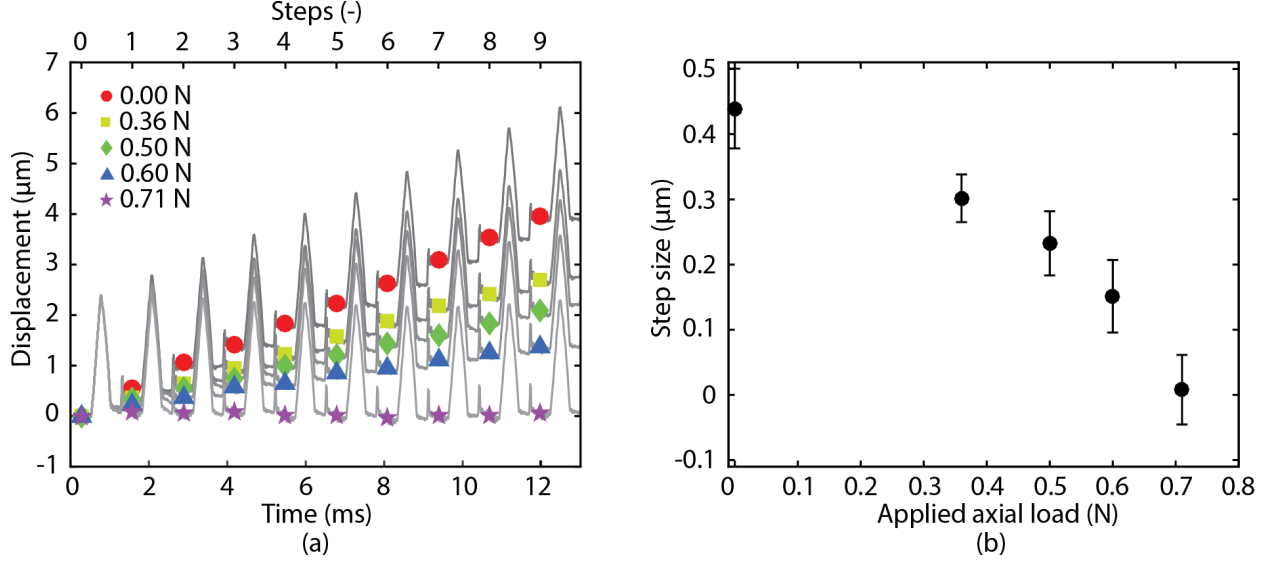 Steps (-)
0 1 2 3 4 5 6 7 8 9
7
6
5
4
3
2
1
0
-1
Displacement (μm)
0.00 N
0.36 N
0.50 N
0.60 N
0.71 N
0 2 4 6 8 10 12
Time (ms)
(a)
0.5
0.4
0.3
0.2
0.1
0
-0.1
Step size (μm)
0 0.1 0.2 0.3 0.4 0.5 0.6 0.7 0.8
Applied axial load (N)
(b)